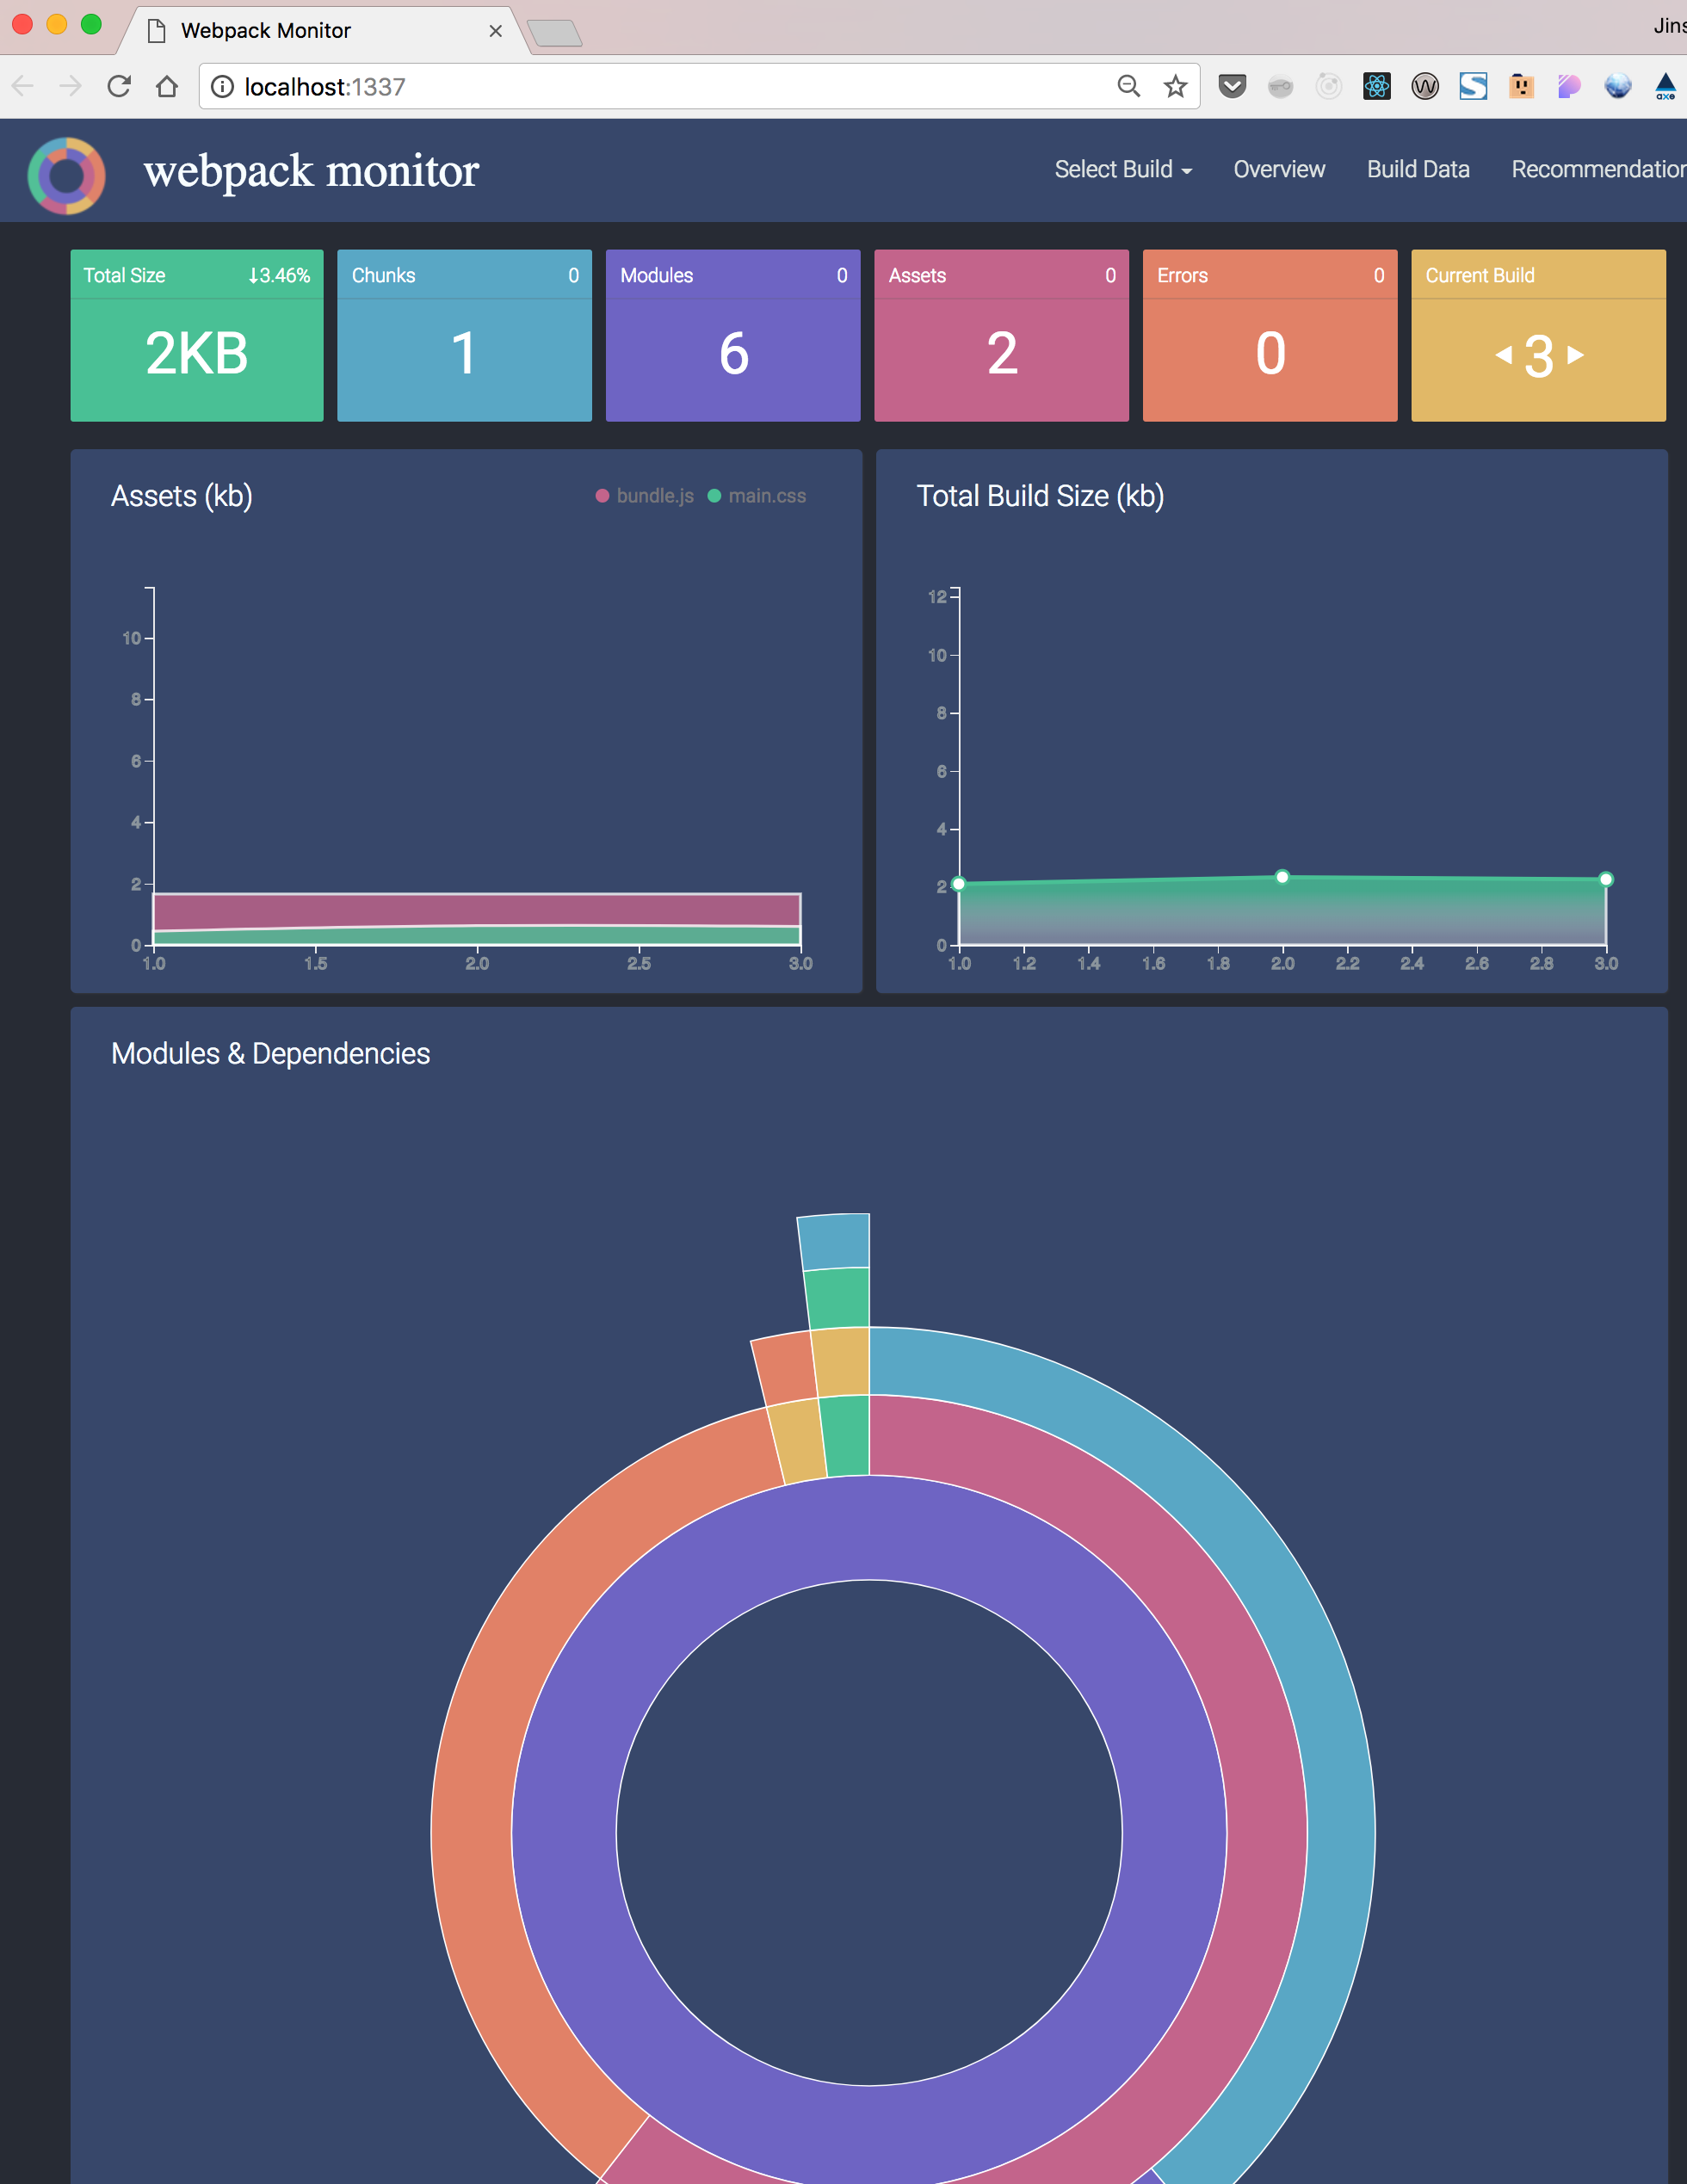 Webpack Monitor
localhost:1337
axe
webpack monitor
Select Build Overview Build Data
Total Size ↓3.46% Chunks 0 Modules 0 Assets 0 Errors 0 Current Build
2KB 1 6 2 0 3
Assets (kb) bundle.js main.css
10
8
6
4
2
0
1.0 1.5 2.0 2.5 3.0
Total Build Size (kb)
12
10
8
6
4
2
0
1.0 1.2 1.4 1.6 1.8 2.0 2.2 2.4 2.6 2.8 3.0
Modules & Dependencies